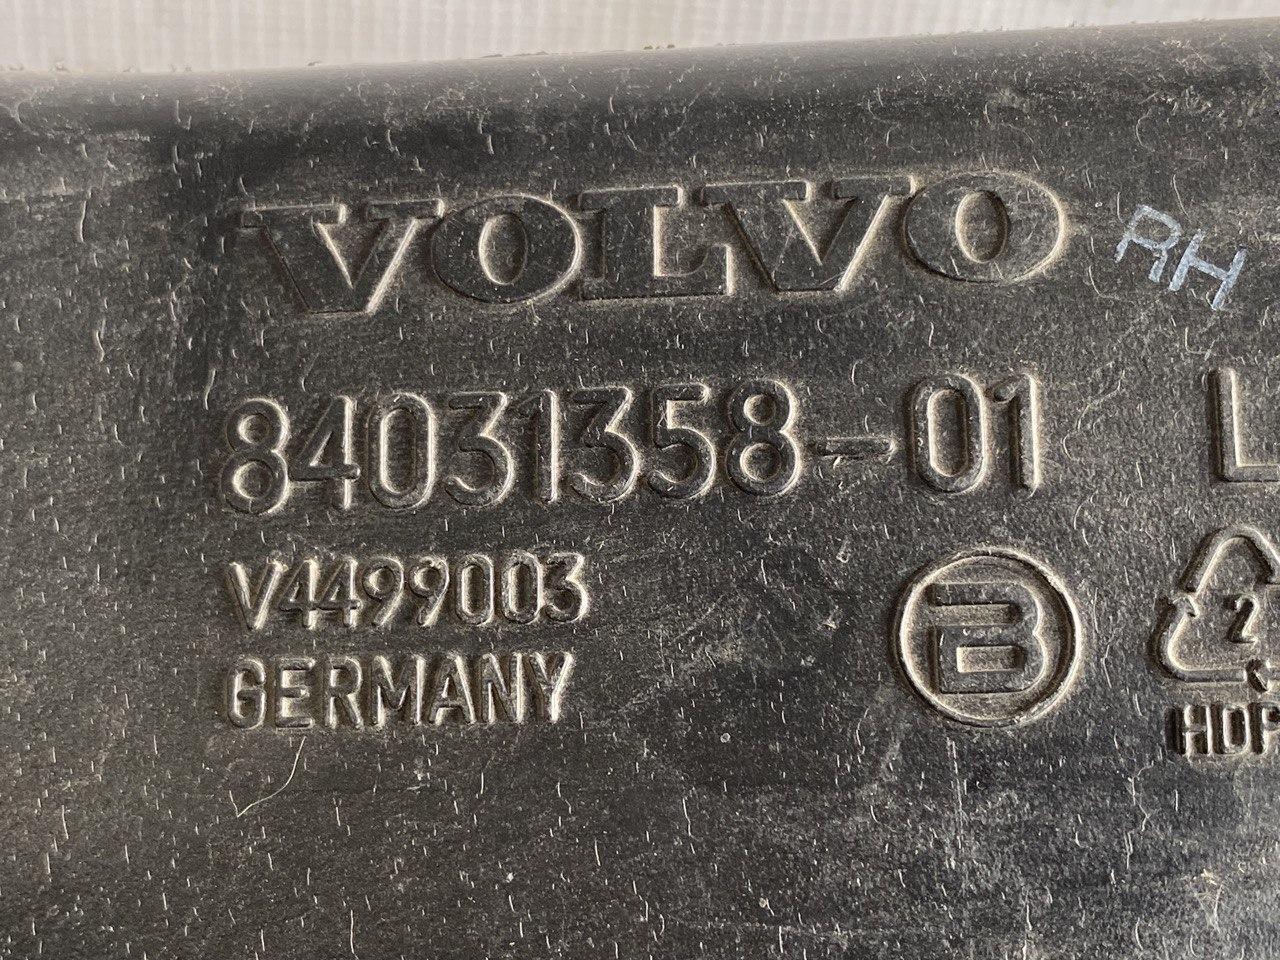 VOLVO
RH
84031358-01
L
V4499003
B
2
GERMANY
HDP